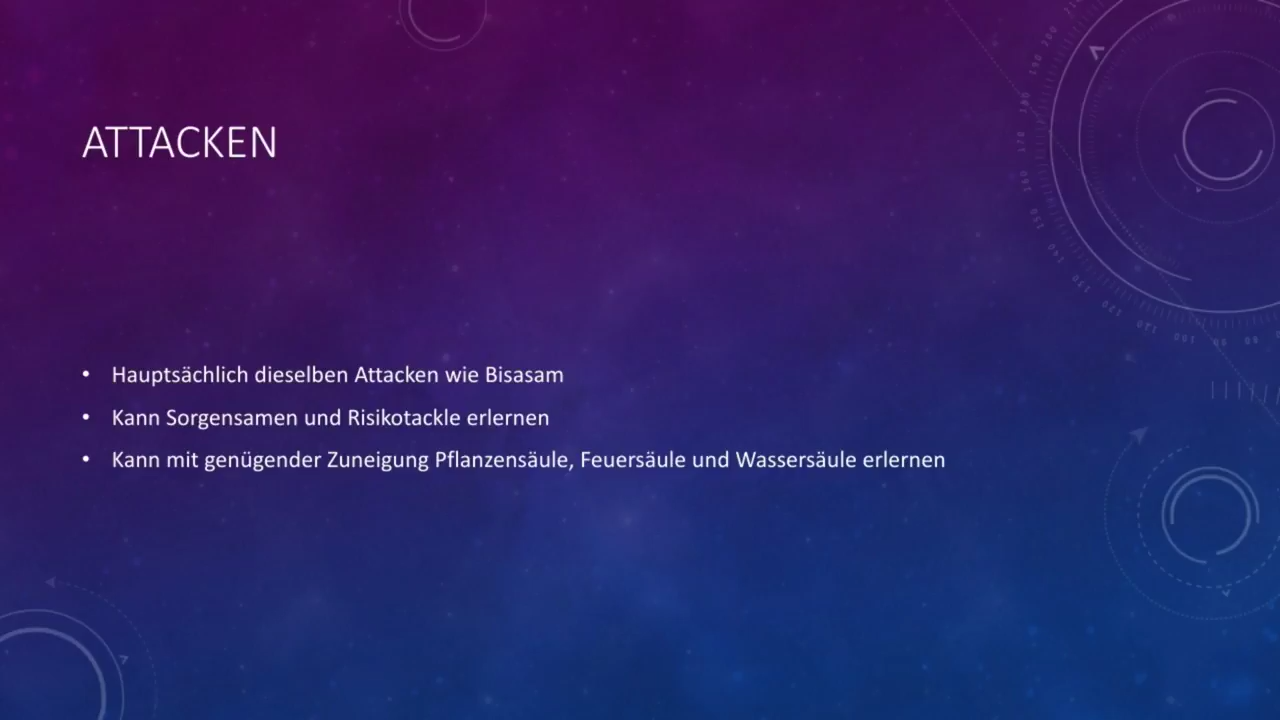 ATTACKEN
• Hauptsächlich dieselben Attacken wie Bisasam
• Kann Sorgensamen und Risikotackle erlernen
• Kann mit genügender Zuneigung Pflanzensäule, Feuersäule und Wassersäule erlernen